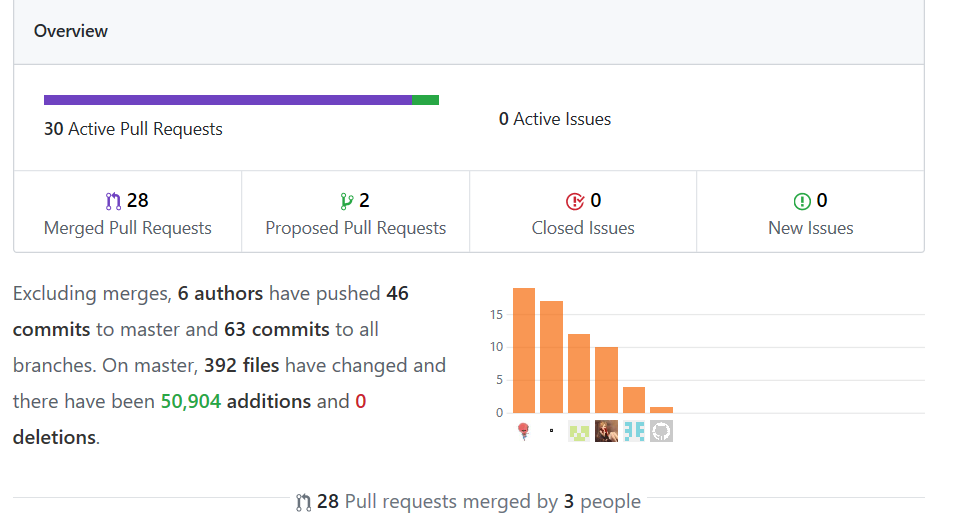 Overview
30 Active Pull Requests
0 Active Issues
28
Merged Pull Requests
2
Proposed Pull Requests
0
Closed Issues
0
New Issues
Excluding merges, 6 authors have pushed 46
commits to master and 63 commits to all
branches. On master, 392 files have changed and
there have been 50,904 additions and 0
deletions.
15
10
5
0
28 Pull requests merged by 3 people